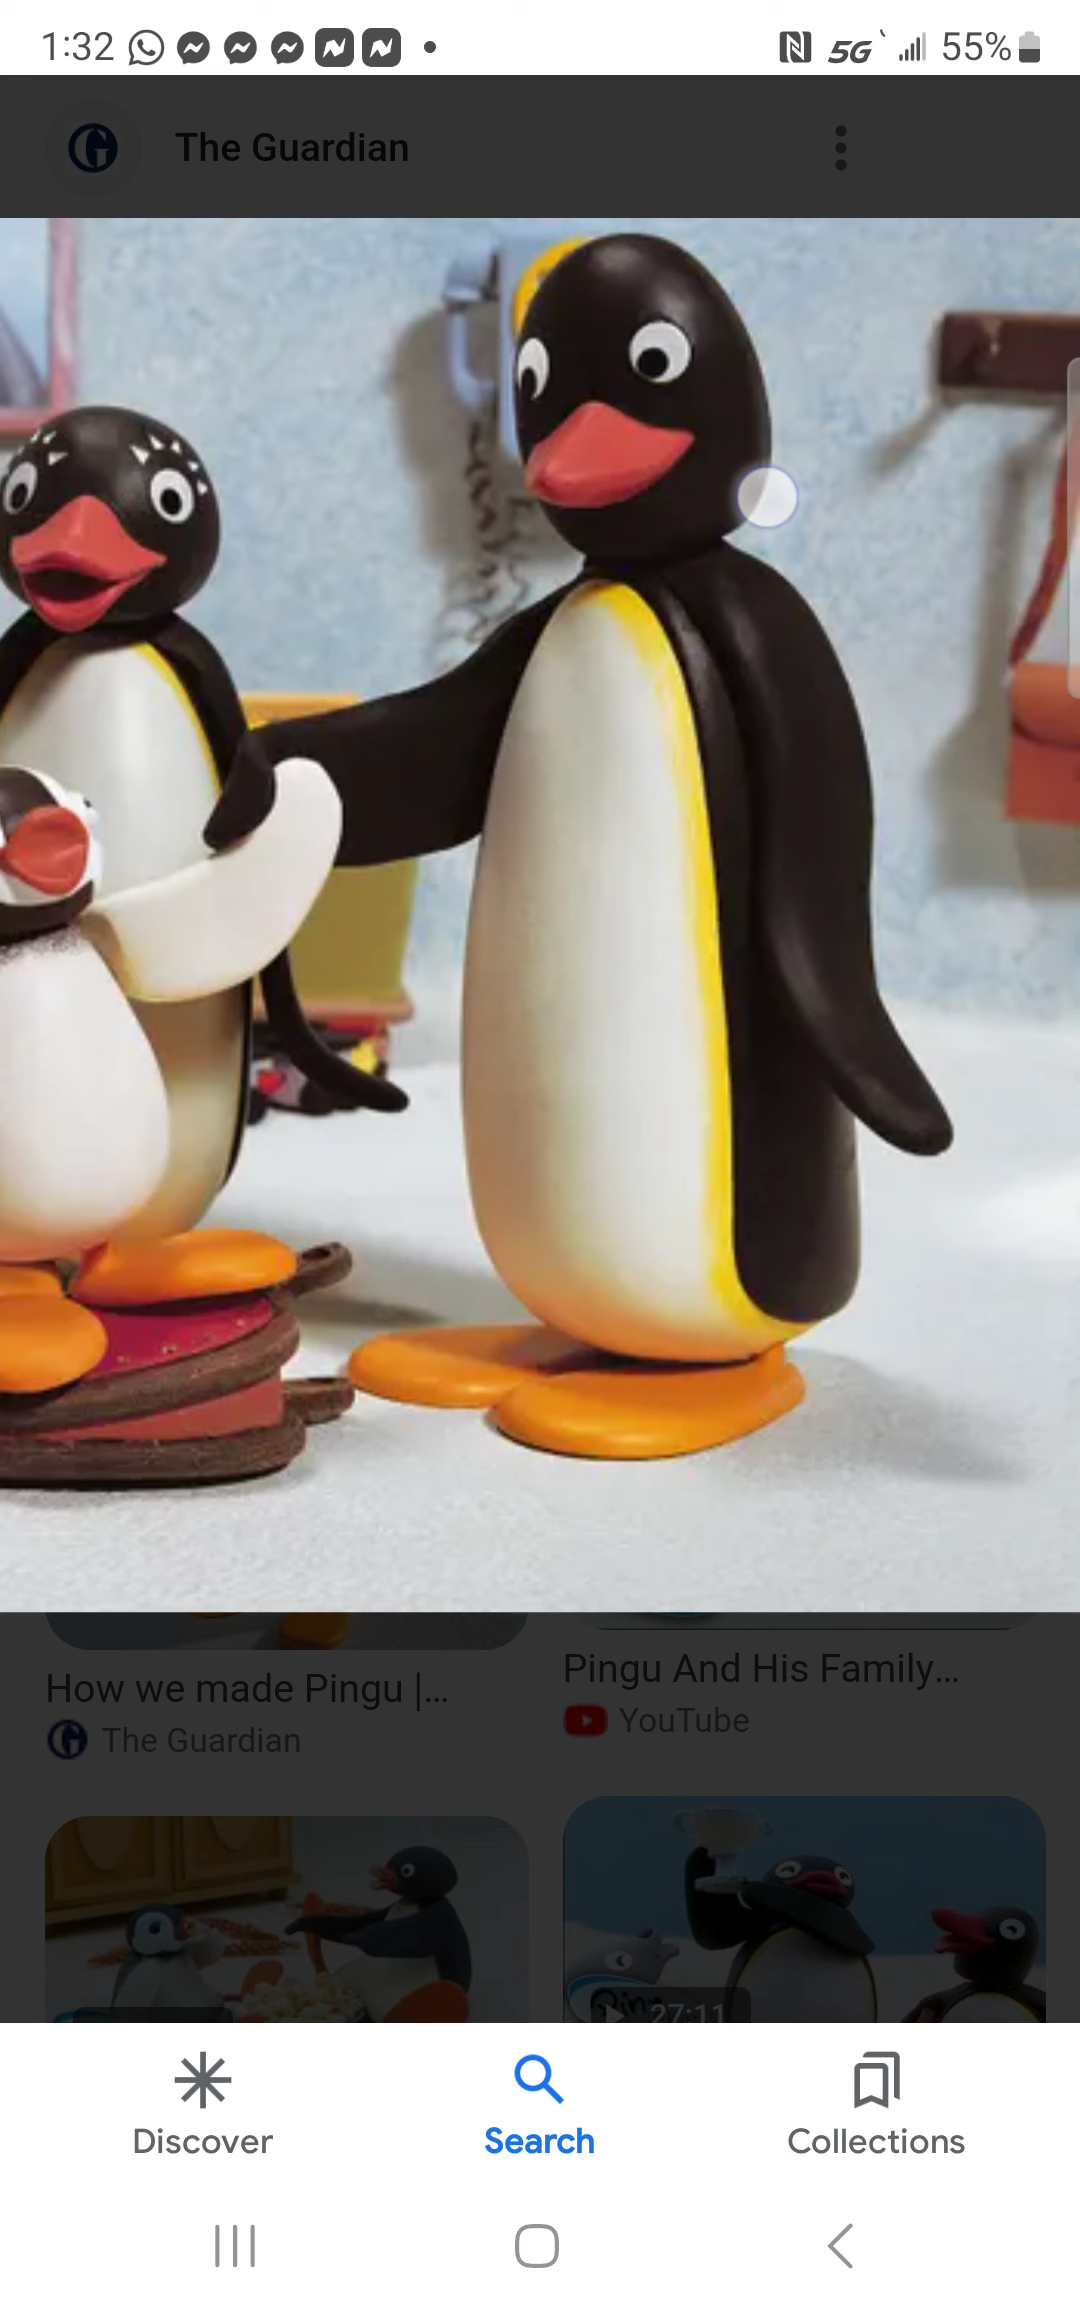 1:32 5G 55%
The Guardian
How we made Pingu |...
The Guardian
Pingu And His Family...
YouTube
27:11
Discover
Search
Collections